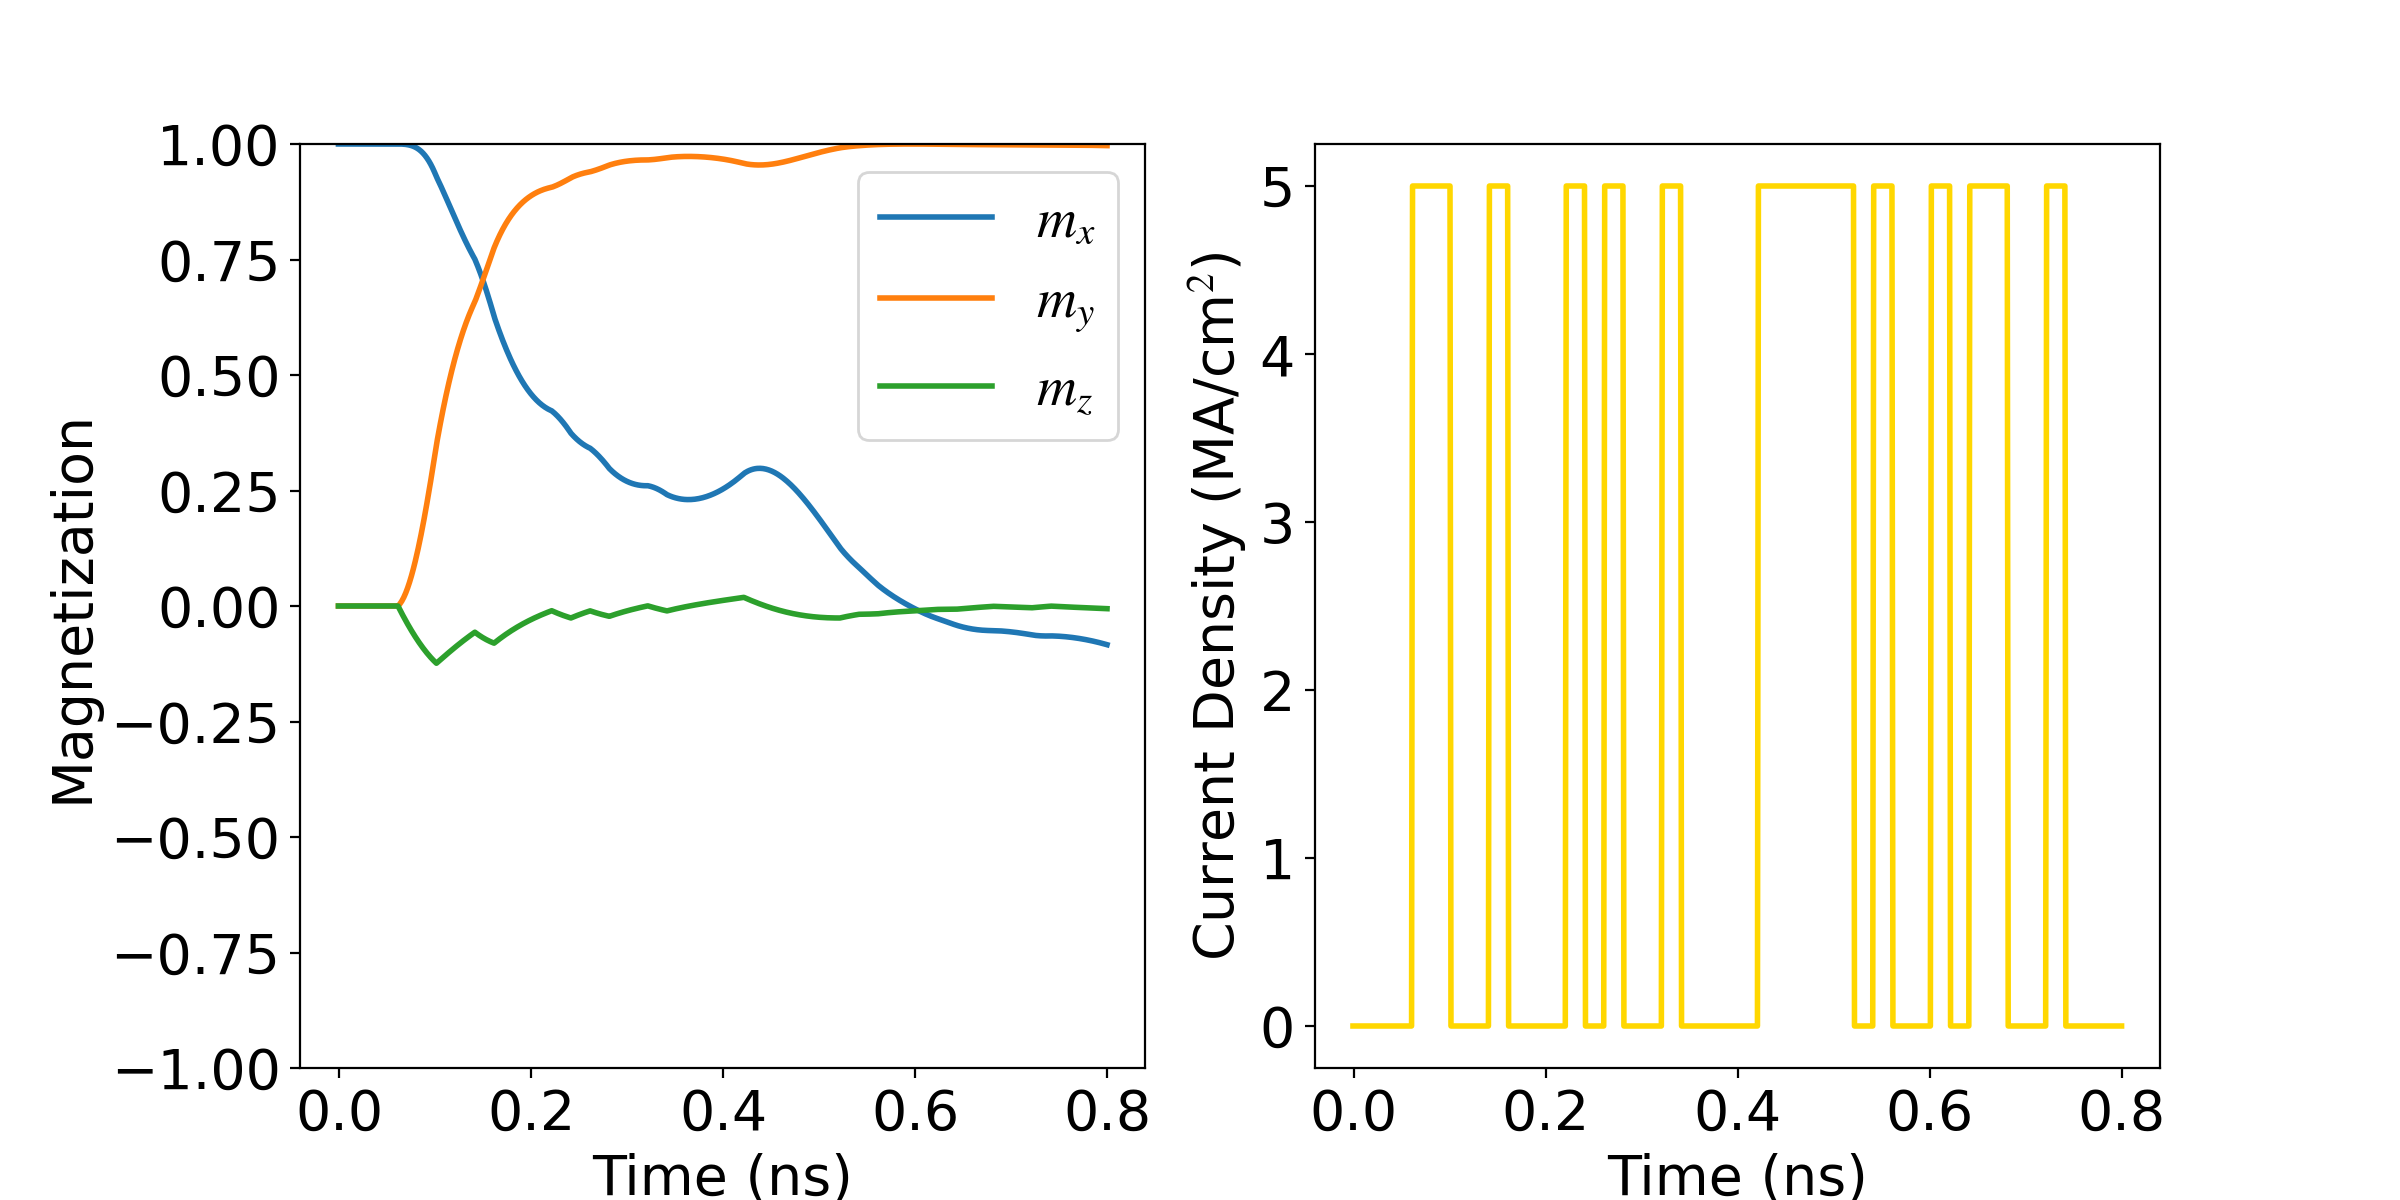 Magnetization
1.00
0.75
0.50
0.25
0.00
−0.25
−0.50
−0.75
−1.00
0.0 0.2 0.4 0.6 0.8
Time (ns)
m_x
m_y
m_z
Current Density (MA/cm²)
5
4
3
2
1
0
0.0 0.2 0.4 0.6 0.8
Time (ns)